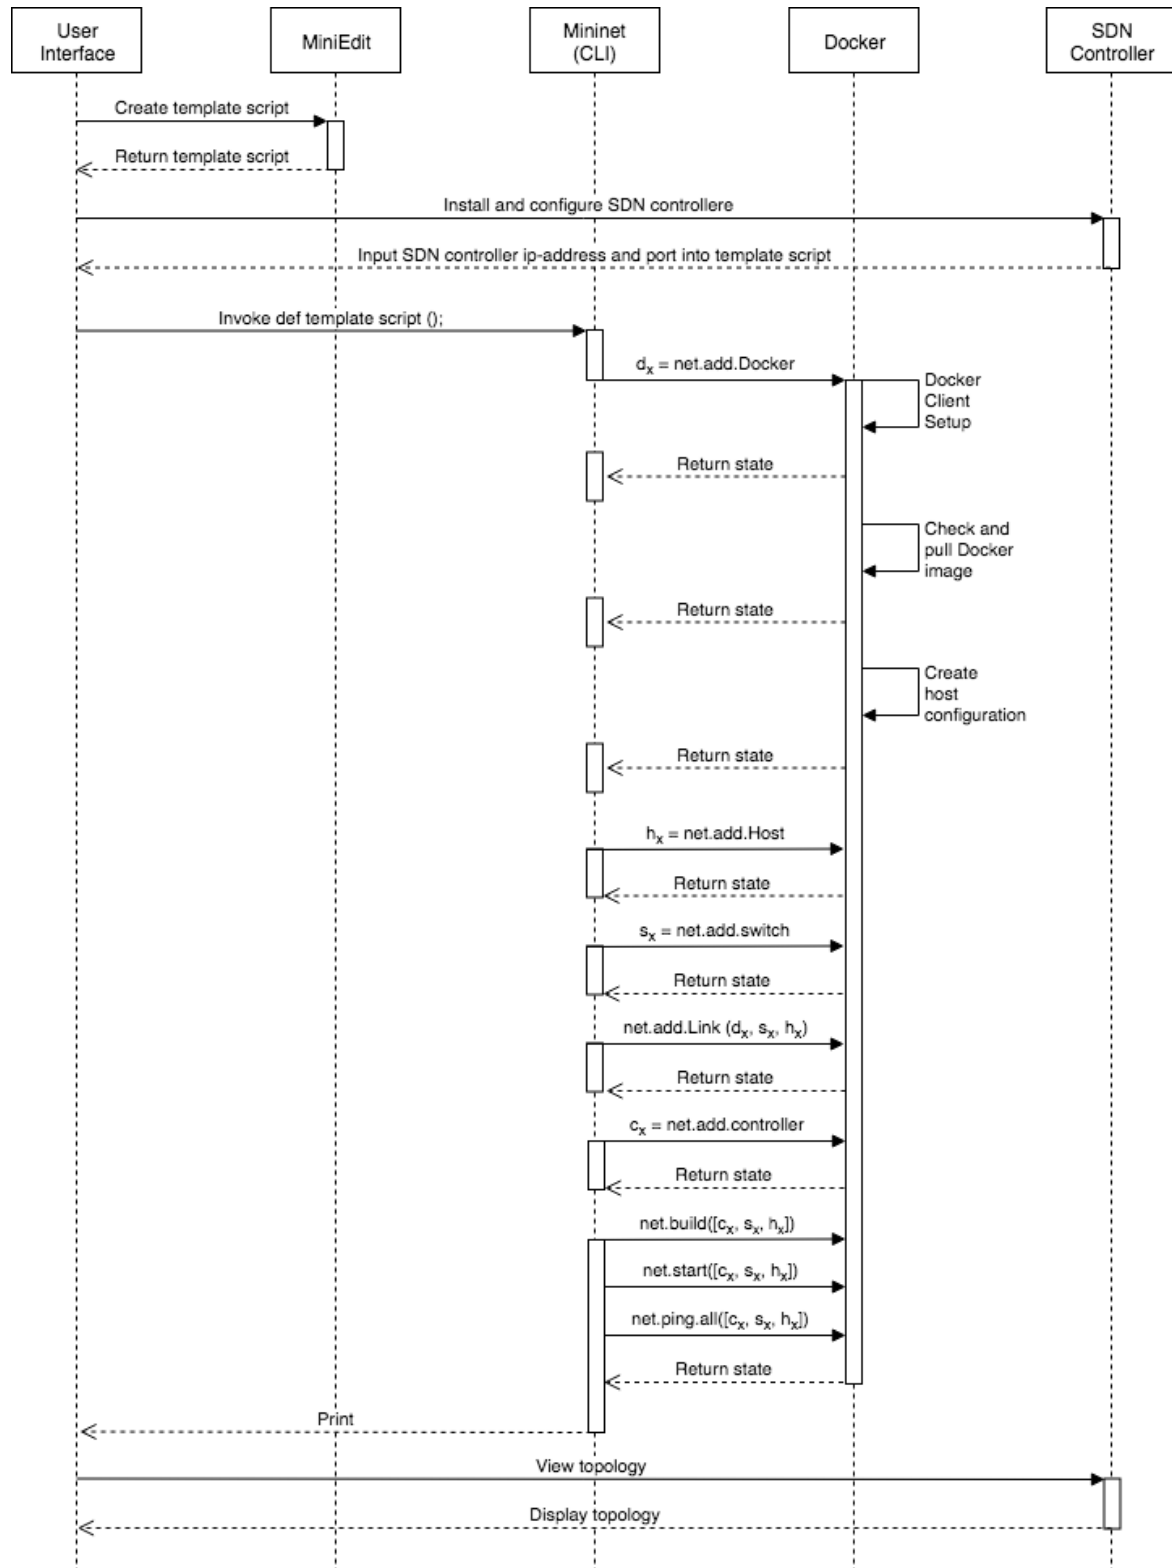 User
Interface
MiniEdit
Mininet
(CLI)
Docker
SDN
Controller
Create template script
Return template script
Install and configure SDN controllere
Input SDN controller ip-address and port into template script
Invoke def template script ();
dx = net.add.Docker
Docker
Client
Setup
Return state
Check and
pull Docker
image
Return state
Create
host
configuration
Return state
hx = net.add.Host
Return state
sx = net.add.switch
Return state
net.add.Link (dx, sx, hx)
Return state
cx = net.add.controller
Return state
net.build([cx, sx, hx])
net.start([cx, sx, hx])
net.ping.all([cx, sx, hx])
Return state
Print
View topology
Display topology